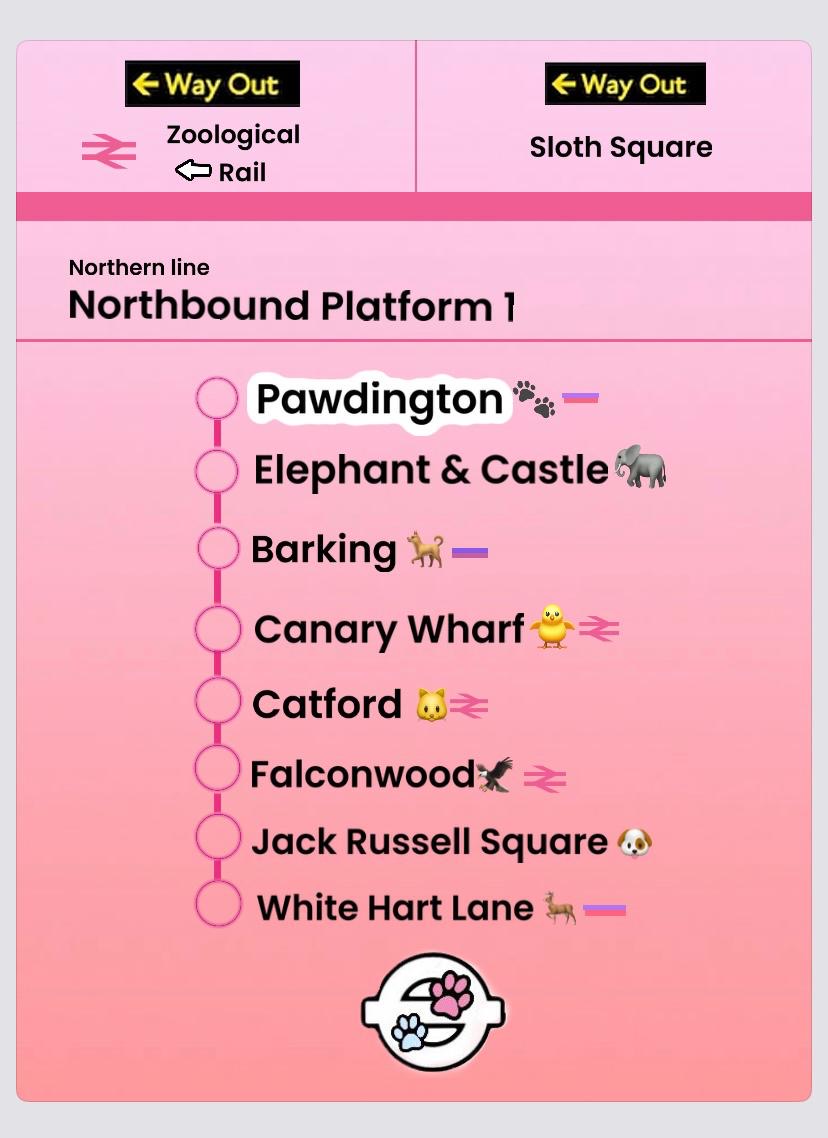 ← Way Out
Zoological
Rail
← Way Out
Sloth Square
Northern line
Northbound Platform 1
Pawdington
Elephant & Castle
Barking
Canary Wharf
Catford
Falconwood
Jack Russell Square
White Hart Lane